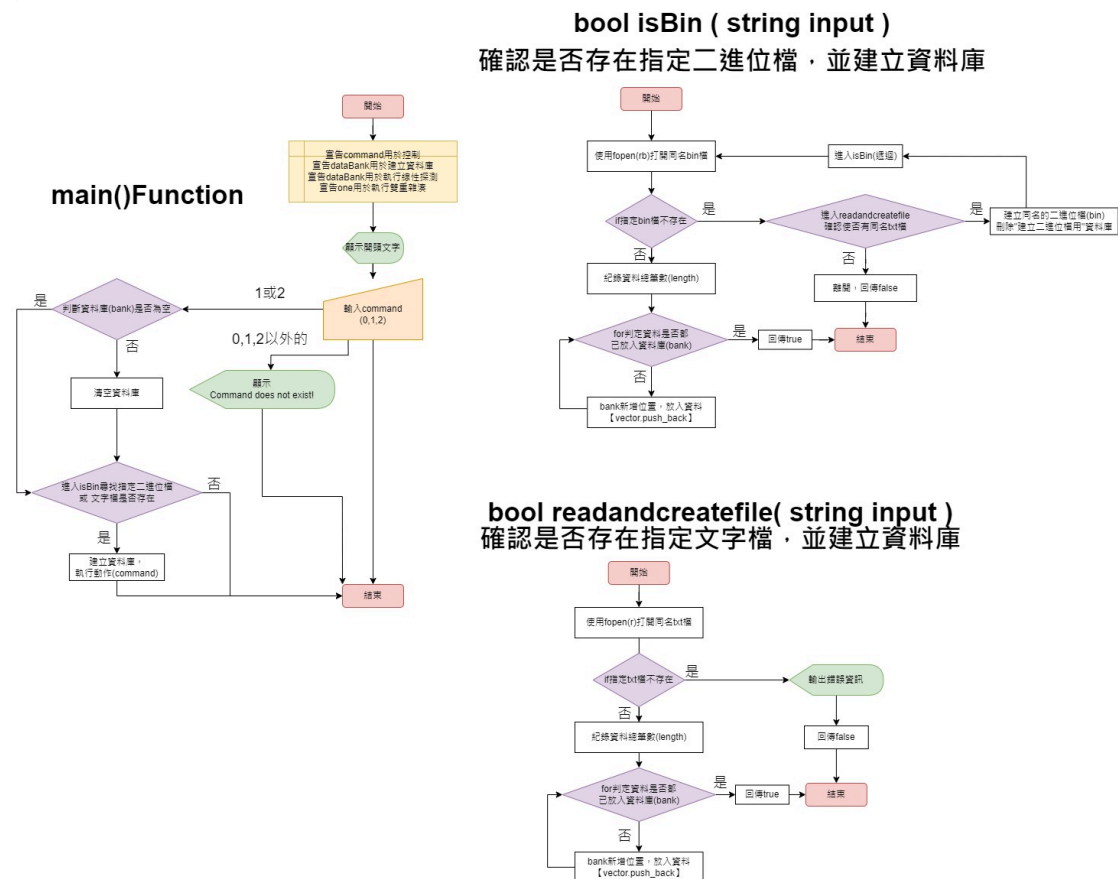 main()Function
開始
宣告command用於控制
宣告dataBank用於建立資料庫
宣告dataBank用於執行線性探測
宣告one用於執行雙重雜湊
顯示開頭文字
輸入command
(0,1,2)
1或2
0,1,2以外的
判斷資料庫(bank)是否為空
是
否
清空資料庫
顯示
Command does not exist!
進入isBin尋找指定二進位檔
或 文字檔是否存在
否
是
建立資料庫，
執行動作(command)
結束
bool isBin ( string input )
確認是否存在指定二進位檔，並建立資料庫
開始
使用fopen(rb)打開同名bin檔
進入isBin(遞迴)
if指定bin檔不存在
是
進入readandcreatefile
確認使否有同名txt檔
是
建立同名的二進位檔(bin)
刪除"建立二進位檔用"資料庫
否
否
紀錄資料總筆數(length)
離開，回傳false
for判定資料是否都
已放入資料庫(bank)
是
回傳true
結束
否
bank新增位置，放入資料
【vector.push_back】
bool readandcreatefile( string input )
確認是否存在指定文字檔，並建立資料庫
開始
使用fopen(r)打開同名txt檔
if指定txt檔不存在
是
輸出錯誤資訊
否
紀錄資料總筆數(length)
回傳false
for判定資料是否都
已放入資料庫(bank)
是
回傳true
結束
否
bank新增位置，放入資料
【vector.push_back】